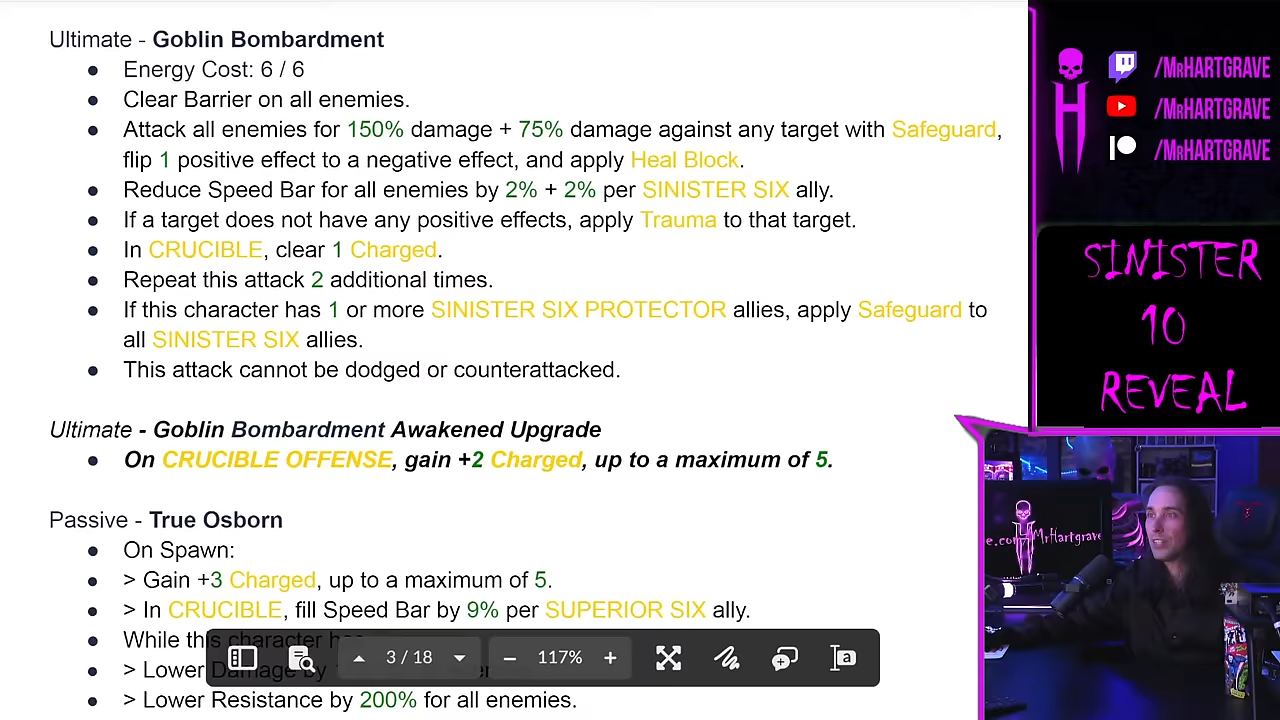 Ultimate - Goblin Bombardment
● Energy Cost: 6 / 6
● Clear Barrier on all enemies.
● Attack all enemies for 150% damage + 75% damage against any target with Safeguard,
flip 1 positive effect to a negative effect, and apply Heal Block.
● Reduce Speed Bar for all enemies by 2% + 2% per SINISTER SIX ally.
● If a target does not have any positive effects, apply Trauma to that target.
● In CRUCIBLE, clear 1 Charged.
● Repeat this attack 2 additional times.
● If this character has 1 or more SINISTER SIX PROTECTOR allies, apply Safeguard to
all SINISTER SIX allies.
● This attack cannot be dodged or counterattacked.
Ultimate - Goblin Bombardment Awakened Upgrade
● On CRUCIBLE OFFENSE, gain +2 Charged, up to a maximum of 5.
Passive - True Osborn
● On Spawn:
● > Gain +3 Charged, up to a maximum of 5.
● > In CRUCIBLE, fill Speed Bar by 9% per SUPERIOR SIX ally.
● While this character
● > Lower Damage by
● > Lower Resistance by 200% for all enemies.
3 / 18
117%
/MRHARTGRAVE
/MRHARTGRAVE
/MRHARTGRAVE
SINISTER
10
REVEAL
MrHartgrave